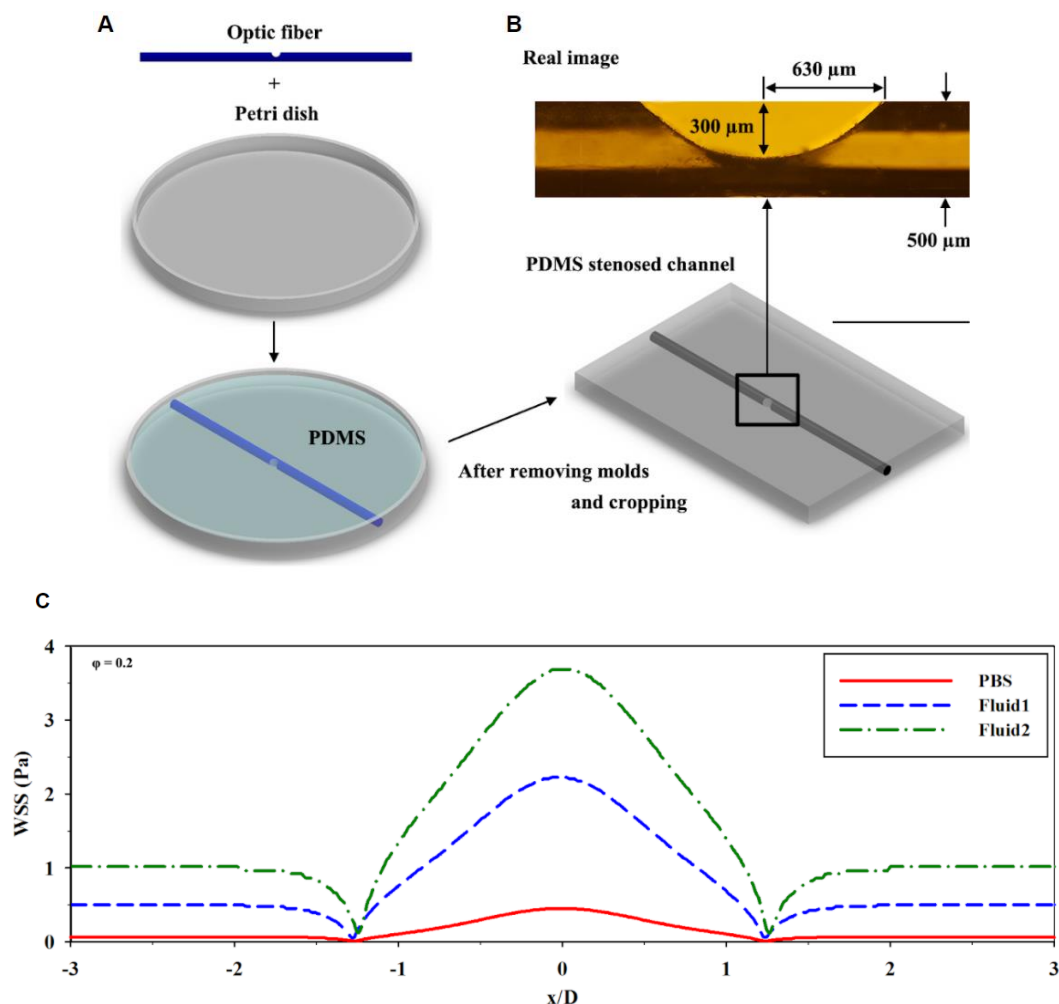 A
Optic fiber
+
Petri dish
PDMS
After removing molds
and cropping
B
Real image
630 µm
300 µm
500 µm
PDMS stenosed channel
C
φ = 0.2
PBS
Fluid1
Fluid2
WSS (Pa)
4
3
2
1
0
-3
-2
-1
0
1
2
3
x/D